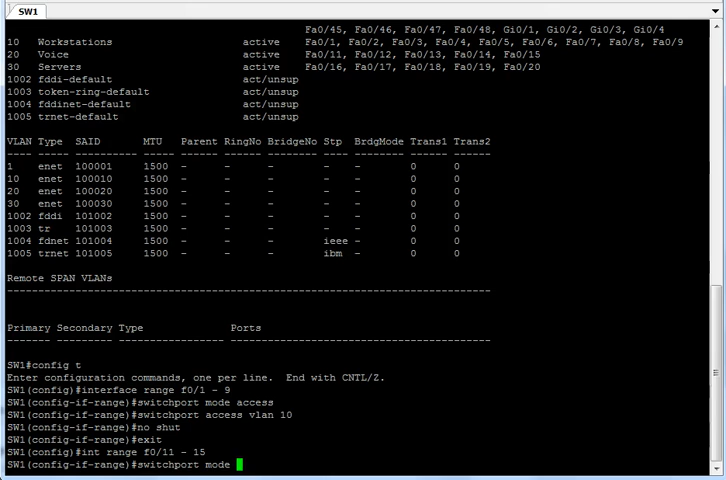 SW1
Fa0/45, Fa0/46, Fa0/47, Fa0/48, Gi0/1, Gi0/2, Gi0/3, Gi0/4
10 Workstations active Fa0/1, Fa0/2, Fa0/3, Fa0/4, Fa0/5, Fa0/6, Fa0/7, Fa0/8, Fa0/9
20 Voice active Fa0/11, Fa0/12, Fa0/13, Fa0/14, Fa0/15
30 Servers active Fa0/16, Fa0/17, Fa0/18, Fa0/19, Fa0/20
1002 fddi-default act/unsup
1003 token-ring-default act/unsup
1004 fddinet-default act/unsup
1005 trnet-default act/unsup
VLAN Type SAID MTU Parent RingNo BridgeNo Stp BrdgMode Trans1 Trans2
---- ----- ---------- ----- ------ ------ -------- ---- -------- ------ ------
1 enet 100001 1500 - - - - - 0 0
10 enet 100010 1500 - - - - - 0 0
20 enet 100020 1500 - - - - - 0 0
30 enet 100030 1500 - - - - - 0 0
1002 fddi 101002 1500 - - - - - 0 0
1003 tr 101003 1500 - - - - - 0 0
1004 fdnet 101004 1500 - - - ieee - 0 0
1005 trnet 101005 1500 - - - ibm - 0 0
Remote SPAN VLANs
------------------------------------------------------------------------------
Primary Secondary Type Ports
------- --------- ----------------- ------------------------------------------
SW1#config t
Enter configuration commands, one per line. End with CNTL/Z.
SW1(config)#interface range f0/1 - 9
SW1(config-if-range)#switchport mode access
SW1(config-if-range)#switchport access vlan 10
SW1(config-if-range)#no shut
SW1(config-if-range)#exit
SW1(config)#int range f0/11 - 15
SW1(config-if-range)#switchport mode